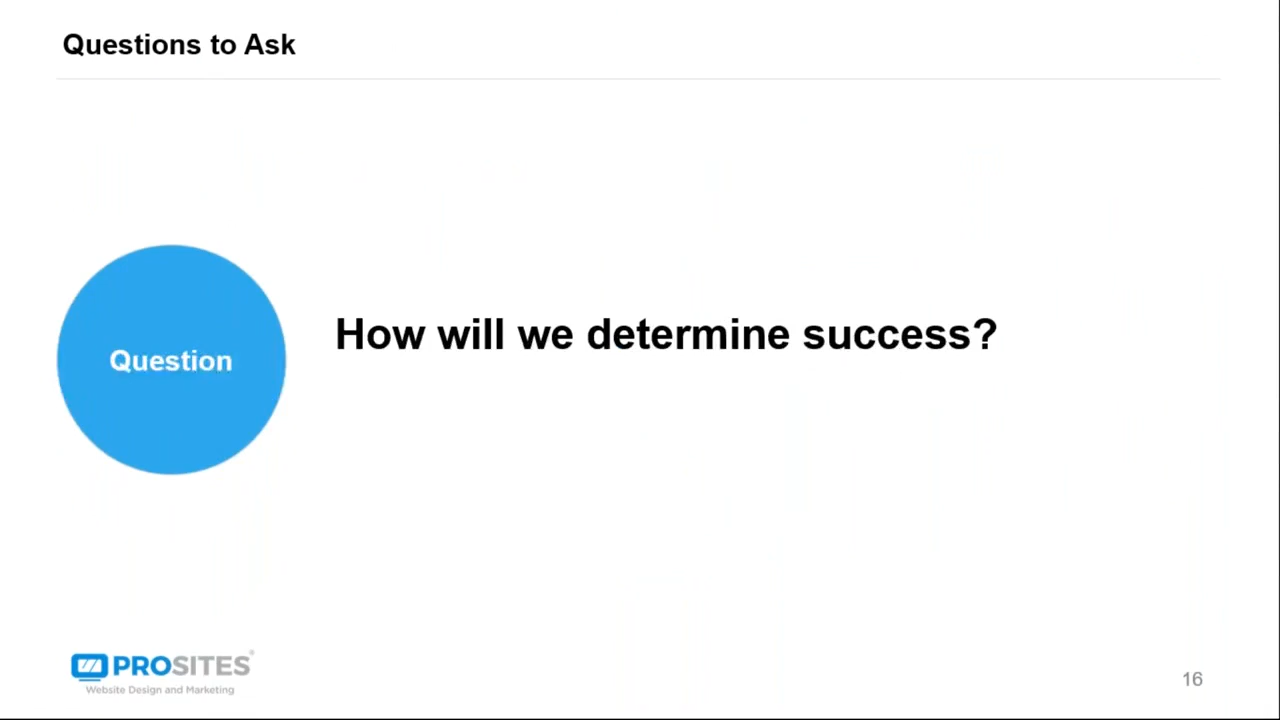 Questions to Ask
Question
How will we determine success?
PROSITES®
Website Design and Marketing
16